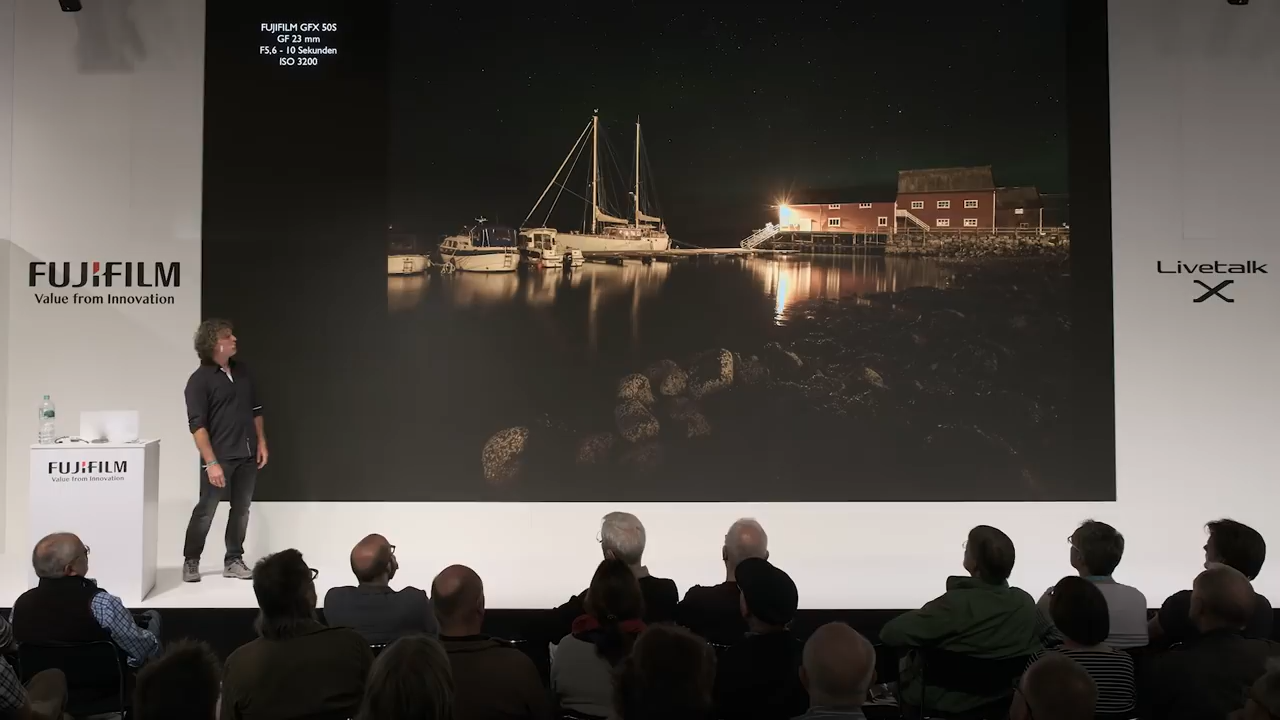 FUJIFILM GFX 50S
GF 23 mm
F5,6 - 10 Sekunden
ISO 3200
FUJIFILM
Value from Innovation
Livetalk
X
FUJIFILM
Value from Innovation